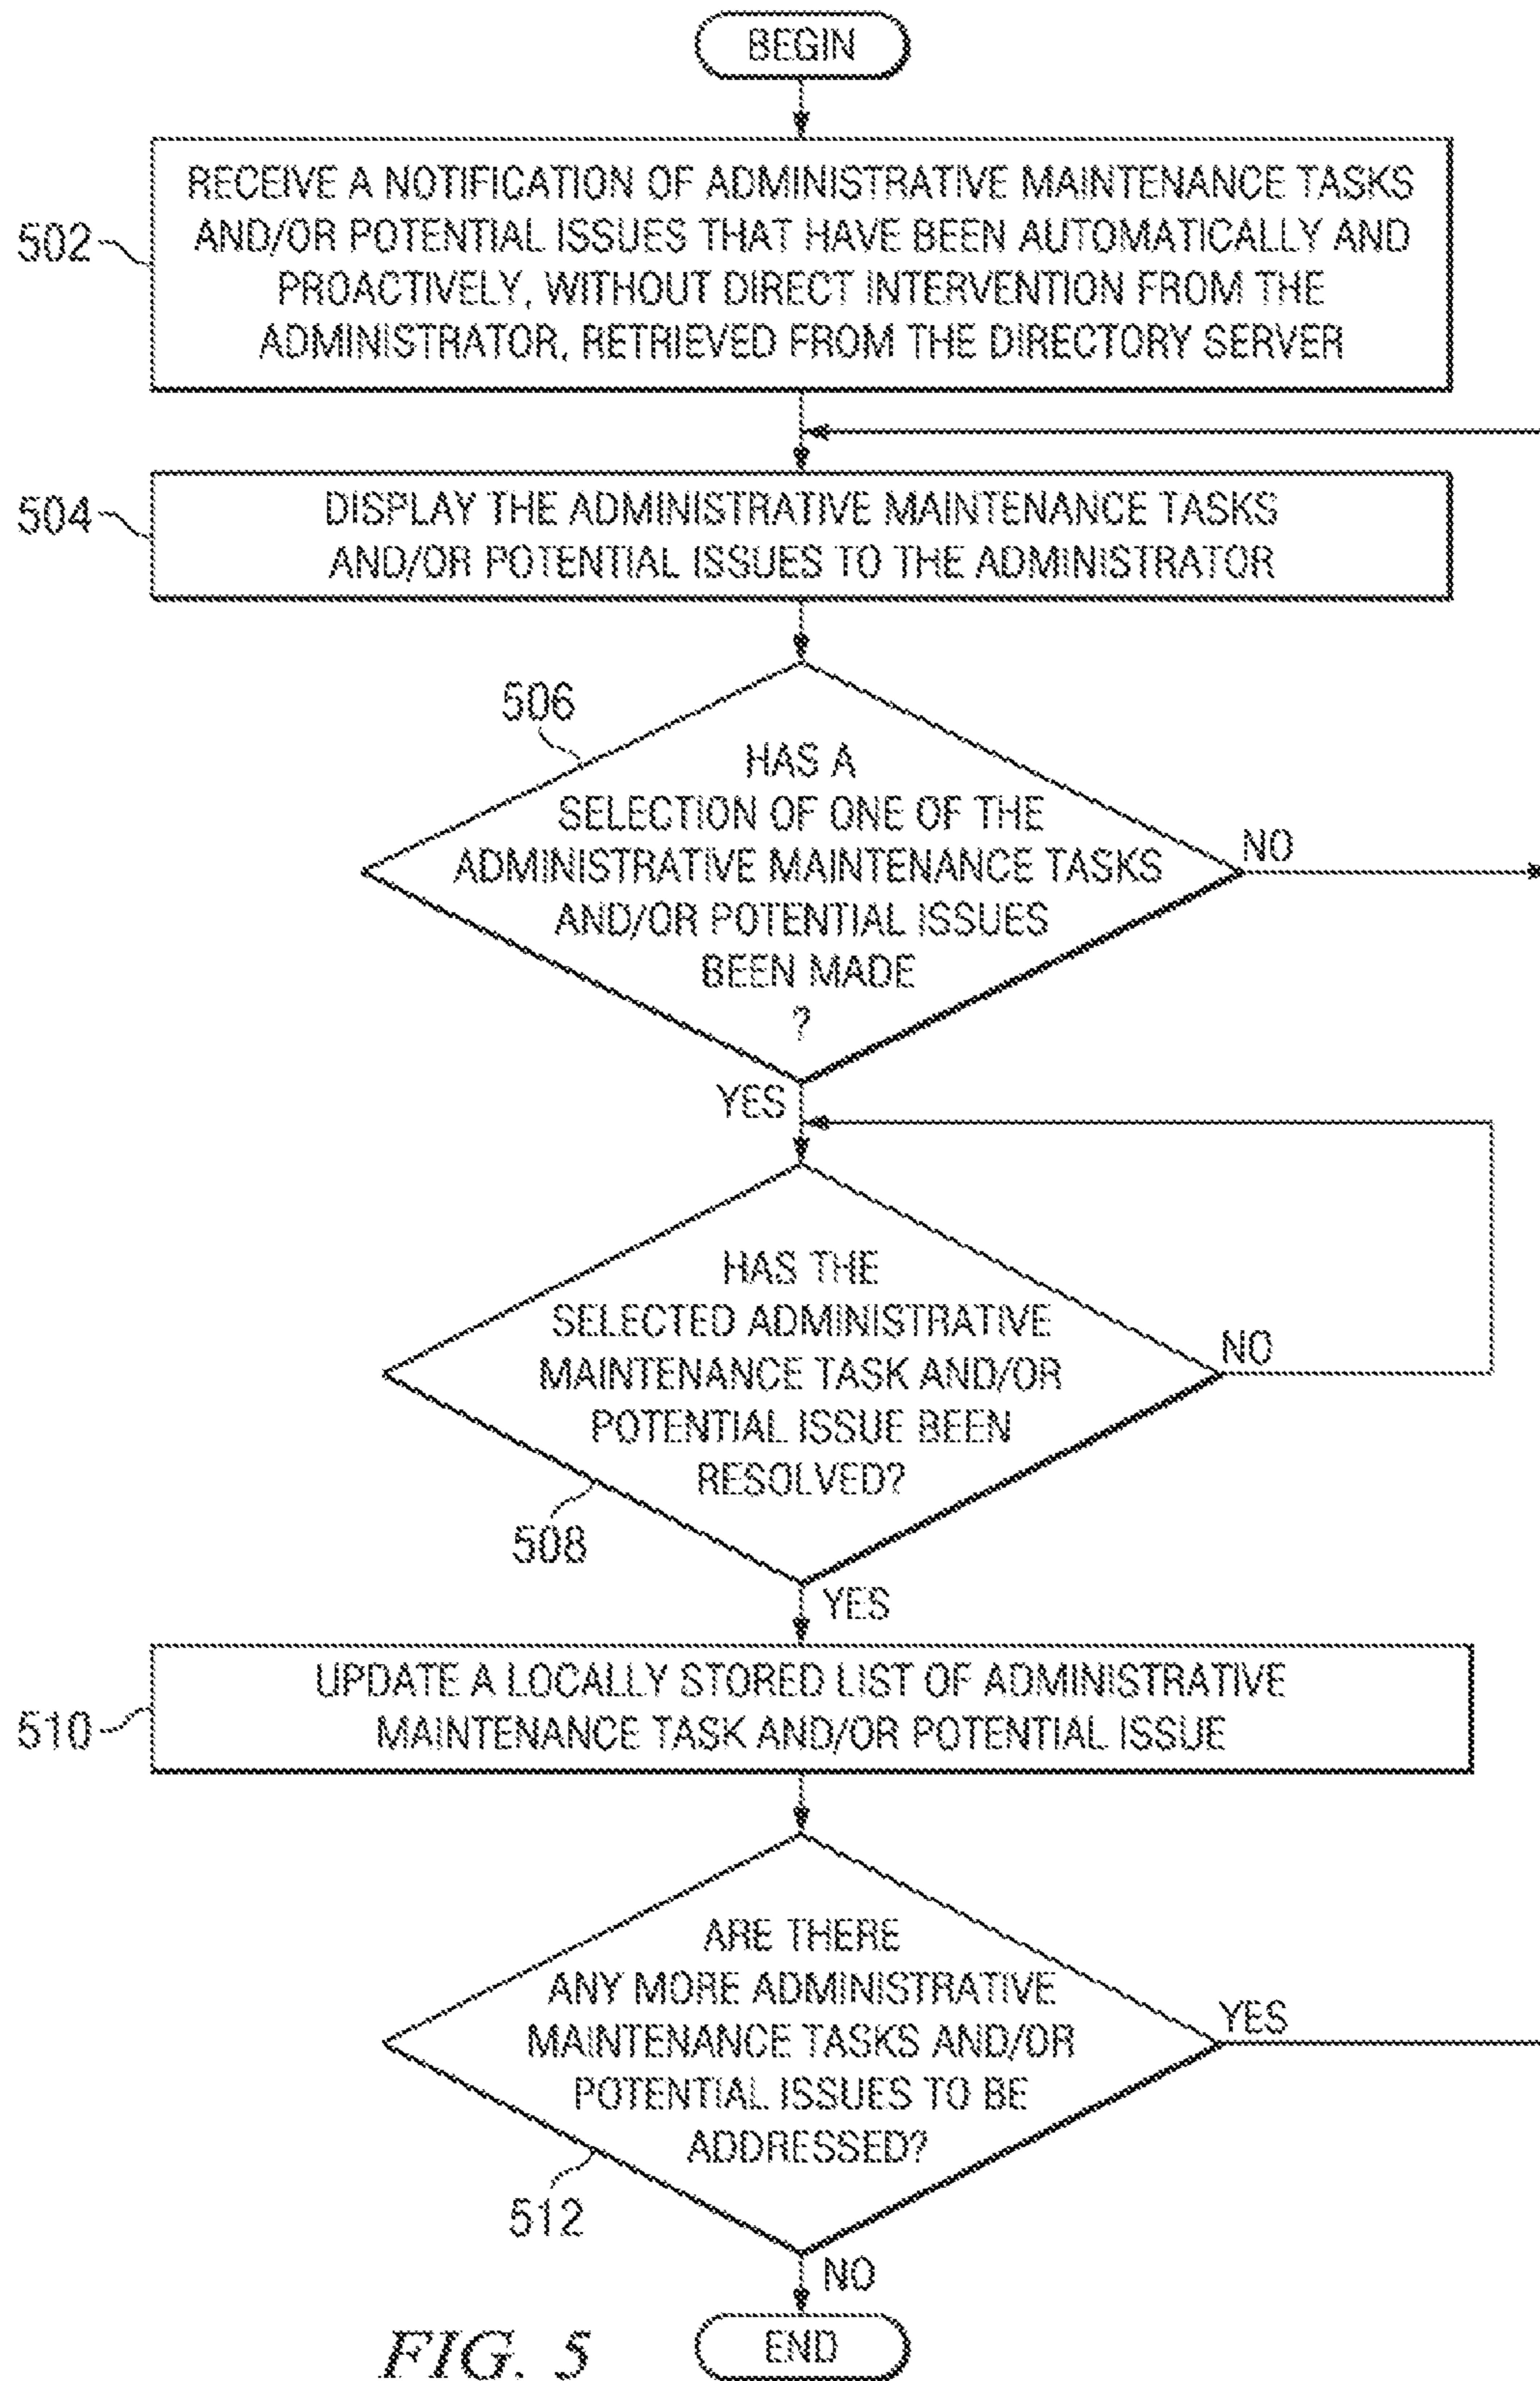 BEGIN
RECEIVE A NOTIFICATION OF ADMINISTRATIVE MAINTENANCE TASKS
AND/OR POTENTIAL ISSUES THAT HAVE BEEN AUTOMATICALLY AND
PROACTIVELY, WITHOUT DIRECT INTERVENTION FROM THE
ADMINISTRATOR, RETRIEVED FROM THE DIRECTORY SERVER
502
DISPLAY THE ADMINISTRATIVE MAINTENANCE TASKS
AND/OR POTENTIAL ISSUES TO THE ADMINISTRATOR
504
506
HAS A
SELECTION OF ONE OF THE
ADMINISTRATIVE MAINTENANCE TASKS
AND/OR POTENTIAL ISSUES
BEEN MADE
?
NO
YES
HAS THE
SELECTED ADMINISTRATIVE
MAINTENANCE TASK AND/OR
POTENTIAL ISSUE BEEN
RESOLVED?
NO
508
YES
UPDATE A LOCALLY STORED LIST OF ADMINISTRATIVE
MAINTENANCE TASK AND/OR POTENTIAL ISSUE
510
ARE THERE
ANY MORE ADMINISTRATIVE
MAINTENANCE TASKS AND/OR
POTENTIAL ISSUES TO BE
ADDRESSED?
YES
512
NO
END
FIG. 5